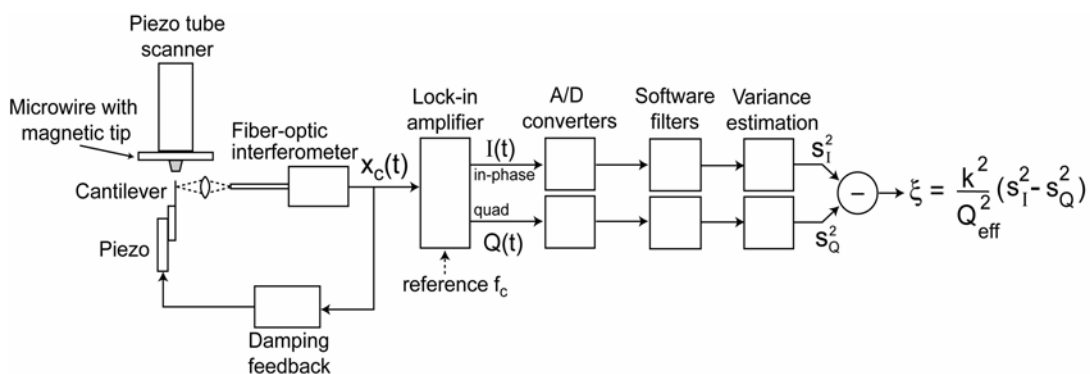 Piezo tube
scanner
Microwire with
magnetic tip
Fiber-optic
interferometer
Cantilever
Piezo
Damping
feedback
x_c(t)
Lock-in
amplifier
reference f_c
I(t)
in-phase
quad
Q(t)
A/D
converters
Software
filters
Variance
estimation
s_I^2
s_Q^2
−
ξ = k^2/Q_eff^2 (s_I^2 - s_Q^2)